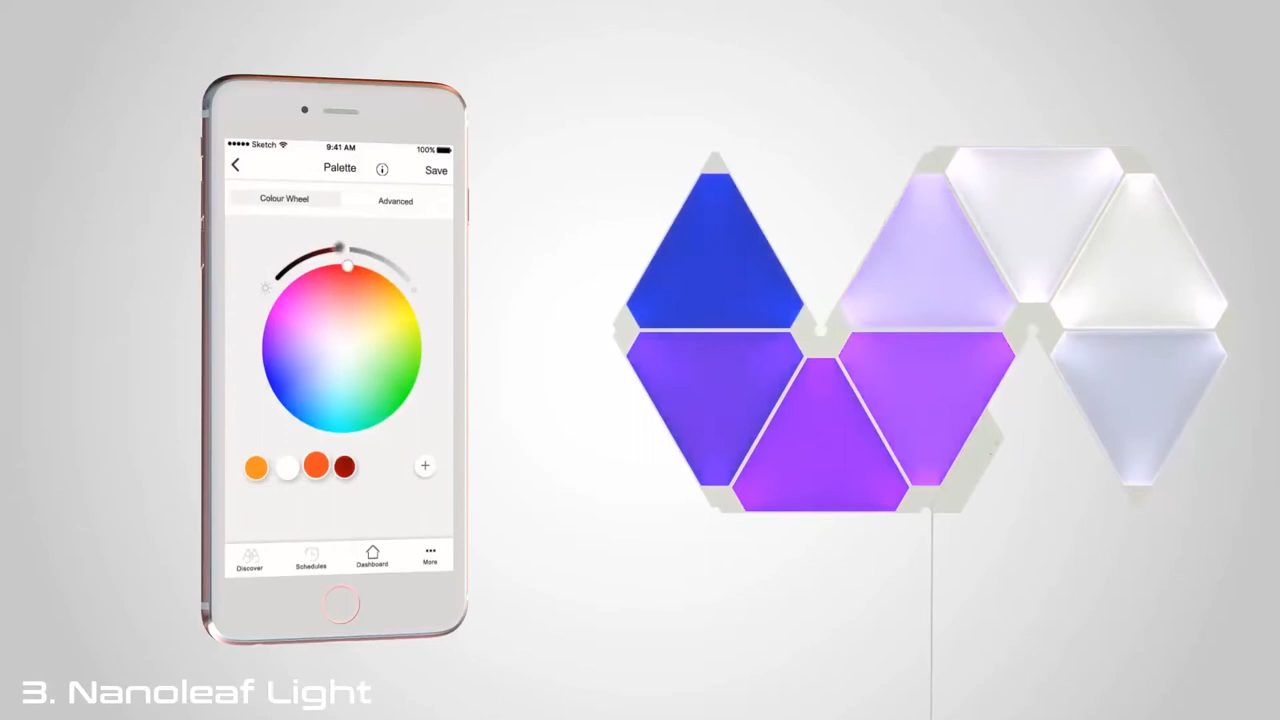 Sketch
9:41 AM
100%
Palette
Save
Colour Wheel
Advanced
Discover
Schedules
Dashboard
More
3. Nanoleaf Light